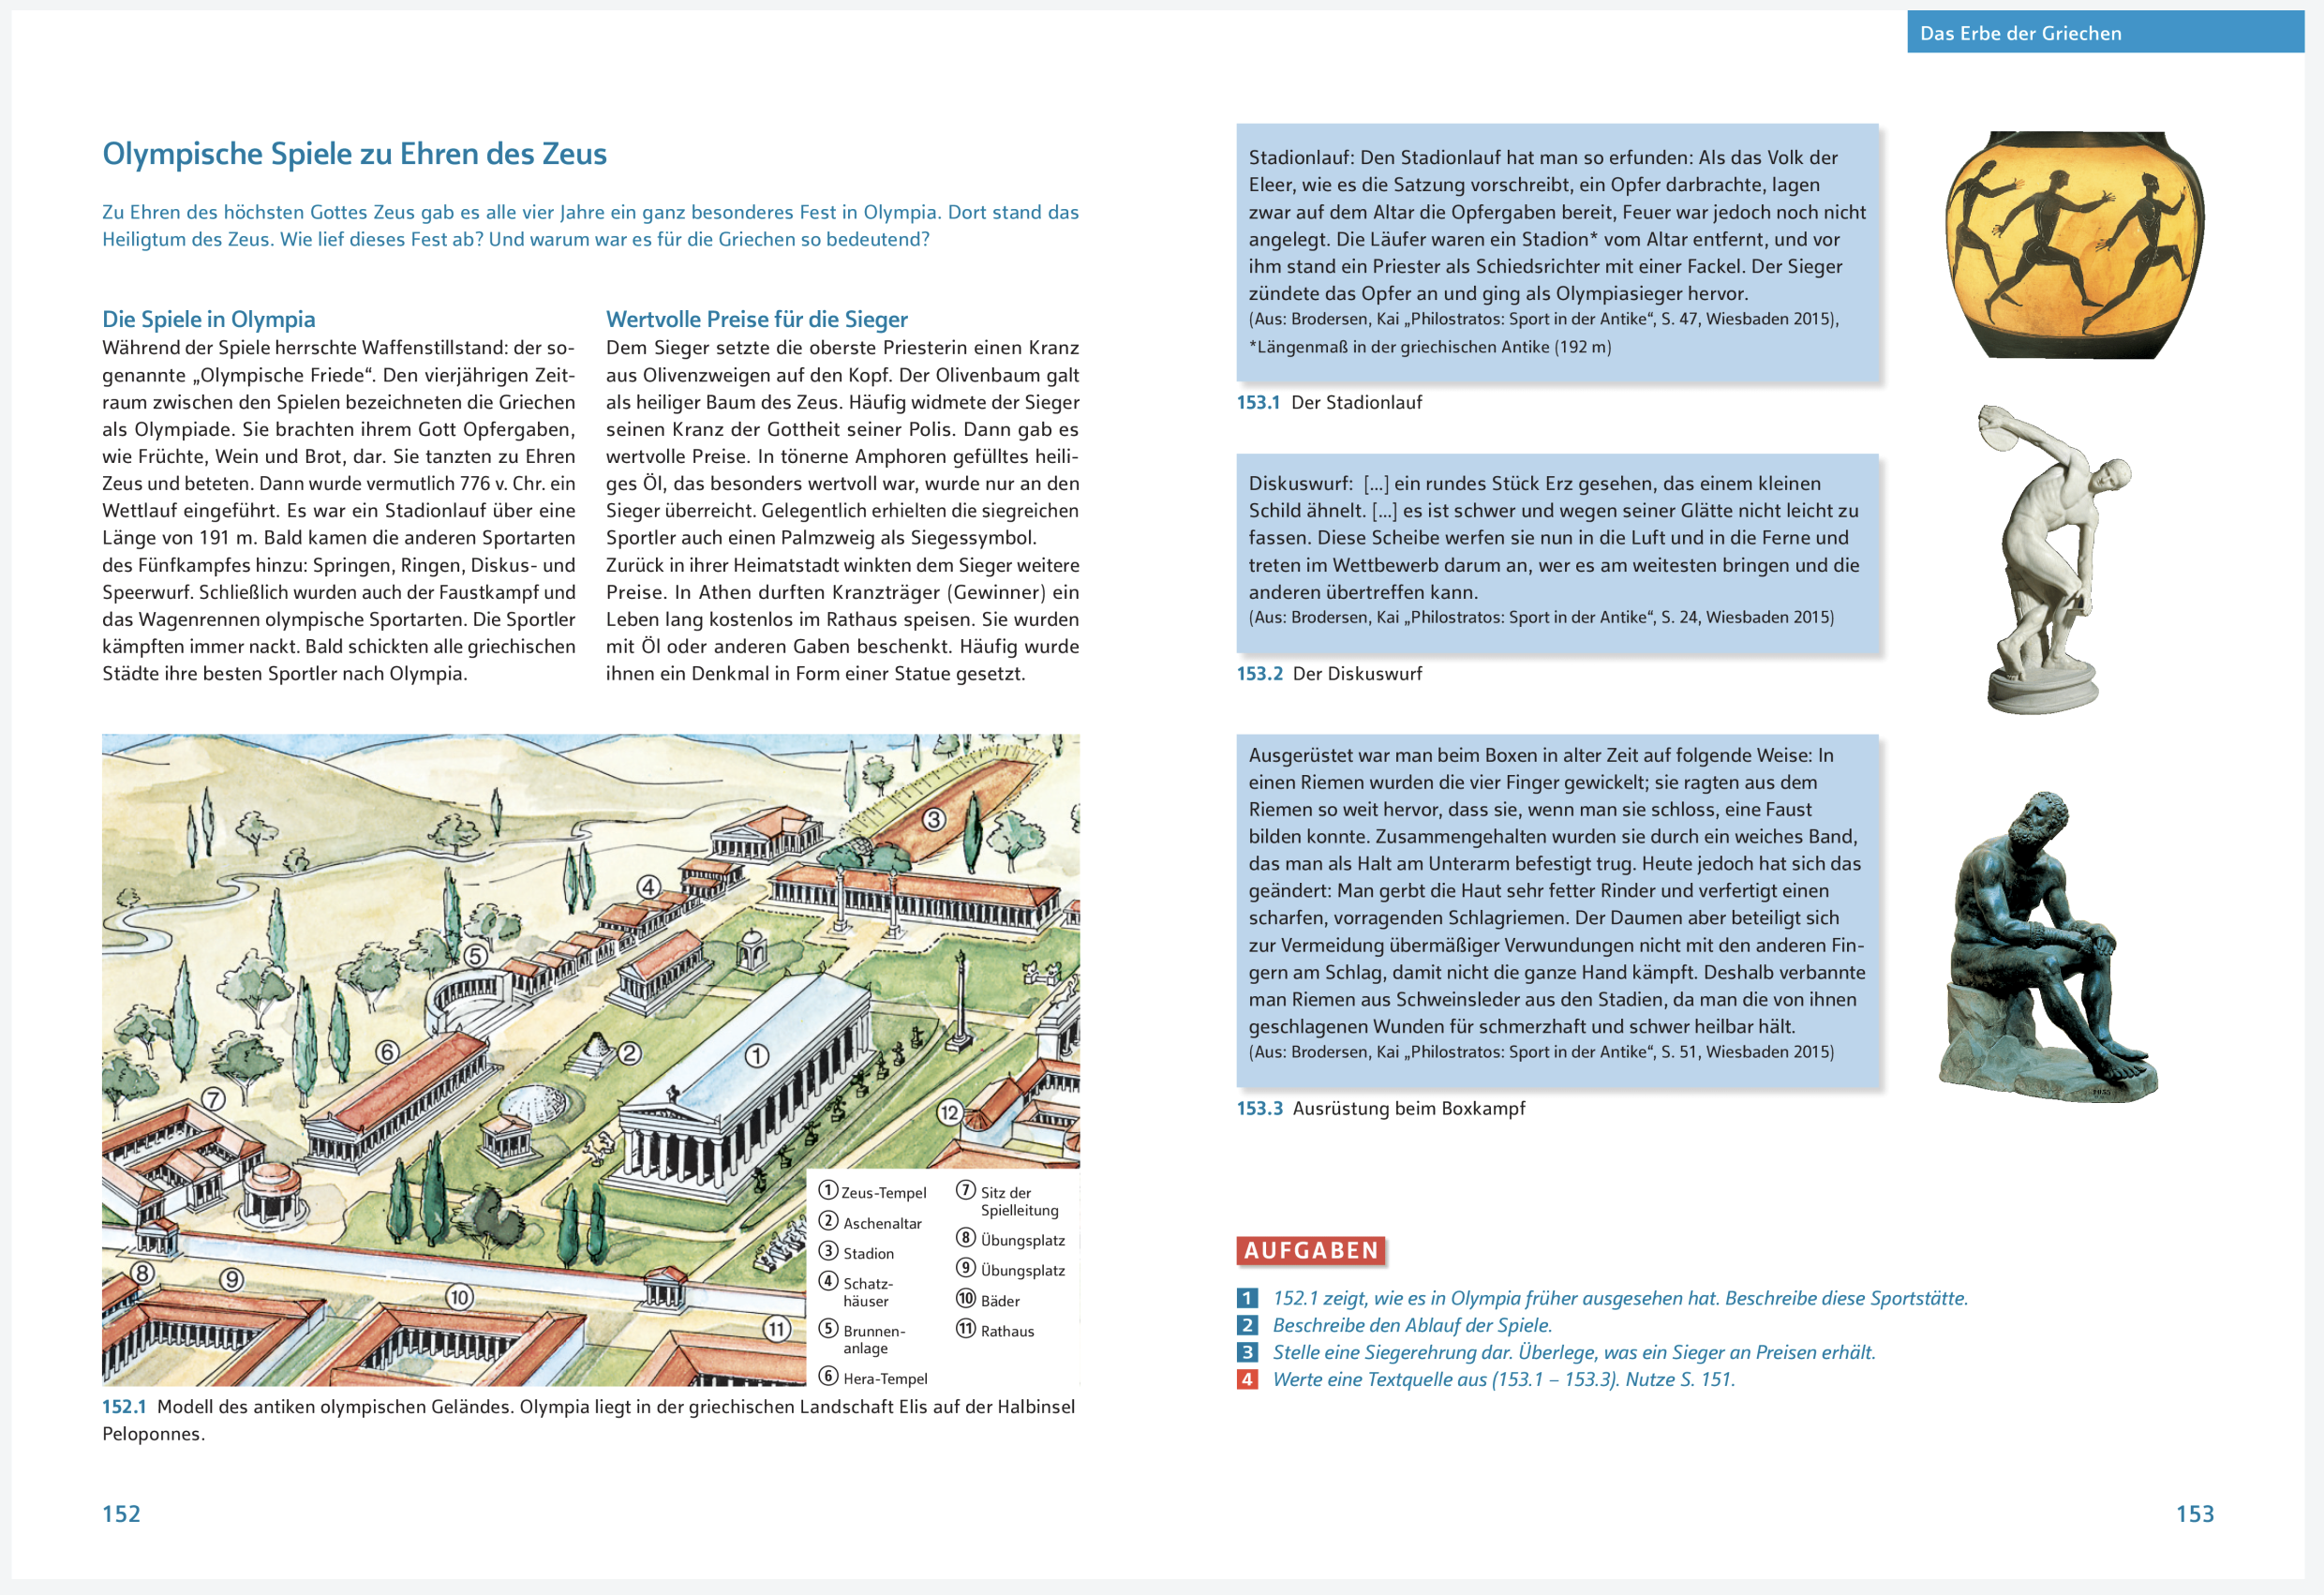 Das Erbe der Griechen
Olympische Spiele zu Ehren des Zeus
Zu Ehren des höchsten Gottes Zeus gab es alle vier Jahre ein ganz besonderes Fest in Olympia. Dort stand das
Heiligtum des Zeus. Wie lief dieses Fest ab? Und warum war es für die Griechen so bedeutend?
Die Spiele in Olympia
Während der Spiele herrschte Waffenstillstand: der so-
genannte „Olympische Friede“. Den vierjährigen Zeit-
raum zwischen den Spielen bezeichneten die Griechen
als Olympiade. Sie brachten ihrem Gott Opfergaben,
wie Früchte, Wein und Brot, dar. Sie tanzten zu Ehren
Zeus und beteten. Dann wurde vermutlich 776 v. Chr. ein
Wettlauf eingeführt. Es war ein Stadionlauf über eine
Länge von 191 m. Bald kamen die anderen Sportarten
des Fünfkampfes hinzu: Springen, Ringen, Diskus- und
Speerwurf. Schließlich wurden auch der Faustkampf und
das Wagenrennen olympische Sportarten. Die Sportler
kämpften immer nackt. Bald schickten alle griechischen
Städte ihre besten Sportler nach Olympia.
Wertvolle Preise für die Sieger
Dem Sieger setzte die oberste Priesterin einen Kranz
aus Olivenzweigen auf den Kopf. Der Olivenbaum galt
als heiliger Baum des Zeus. Häufig widmete der Sieger
seinen Kranz der Gottheit seiner Polis. Dann gab es
wertvolle Preise. In tönerne Amphoren gefülltes heili-
ges Öl, das besonders wertvoll war, wurde nur an den
Sieger überreicht. Gelegentlich erhielten die siegreichen
Sportler auch einen Palmzweig als Siegessymbol.
Zurück in ihrer Heimatstadt winkten dem Sieger weitere
Preise. In Athen durften Kranzträger (Gewinner) ein
Leben lang kostenlos im Rathaus speisen. Sie wurden
mit Öl oder anderen Gaben beschenkt. Häufig wurde
ihnen ein Denkmal in Form einer Statue gesetzt.
3
4
5
2
1
6
7
12
8
9
10
11
1 Zeus-Tempel
2 Aschenaltar
3 Stadion
4 Schatz-
häuser
5 Brunnen-
anlage
6 Hera-Tempel
7 Sitz der
Spielleitung
8 Übungsplatz
9 Übungsplatz
10 Bäder
11 Rathaus
152.1 Modell des antiken olympischen Geländes. Olympia liegt in der griechischen Landschaft Elis auf der Halbinsel
Peloponnes.
152
Stadionlauf: Den Stadionlauf hat man so erfunden: Als das Volk der
Eleer, wie es die Satzung vorschreibt, ein Opfer darbrachte, lagen
zwar auf dem Altar die Opfergaben bereit, Feuer war jedoch noch nicht
angelegt. Die Läufer waren ein Stadion* vom Altar entfernt, und vor
ihm stand ein Priester als Schiedsrichter mit einer Fackel. Der Sieger
zündete das Opfer an und ging als Olympiasieger hervor.
(Aus: Brodersen, Kai „Philostratos: Sport in der Antike“, S. 47, Wiesbaden 2015),
*Längenmaß in der griechischen Antike (192 m)
153.1 Der Stadionlauf
Diskuswurf: [...] ein rundes Stück Erz gesehen, das einem kleinen
Schild ähnelt. [...] es ist schwer und wegen seiner Glätte nicht leicht zu
fassen. Diese Scheibe werfen sie nun in die Luft und in die Ferne und
treten im Wettbewerb darum an, wer es am weitesten bringen und die
anderen übertreffen kann.
(Aus: Brodersen, Kai „Philostratos: Sport in der Antike“, S. 24, Wiesbaden 2015)
153.2 Der Diskuswurf
Ausgerüstet war man beim Boxen in alter Zeit auf folgende Weise: In
einen Riemen wurden die vier Finger gewickelt; sie ragten aus dem
Riemen so weit hervor, dass sie, wenn man sie schloss, eine Faust
bilden konnte. Zusammengehalten wurden sie durch ein weiches Band,
das man als Halt am Unterarm befestigt trug. Heute jedoch hat sich das
geändert: Man gerbt die Haut sehr fetter Rinder und verfertigt einen
scharfen, vorragenden Schlagriemen. Der Daumen aber beteiligt sich
zur Vermeidung übermäßiger Verwundungen nicht mit den anderen Fin-
gern am Schlag, damit nicht die ganze Hand kämpft. Deshalb verbannte
man Riemen aus Schweinsleder aus den Stadien, da man die von ihnen
geschlagenen Wunden für schmerzhaft und schwer heilbar hält.
(Aus: Brodersen, Kai „Philostratos: Sport in der Antike“, S. 51, Wiesbaden 2015)
153.3 Ausrüstung beim Boxkampf
AUFGABEN
1 152.1 zeigt, wie es in Olympia früher ausgesehen hat. Beschreibe diese Sportstätte.
2 Beschreibe den Ablauf der Spiele.
3 Stelle eine Siegerehrung dar. Überlege, was ein Sieger an Preisen erhält.
4 Werte eine Textquelle aus (153.1 – 153.3). Nutze S. 151.
153